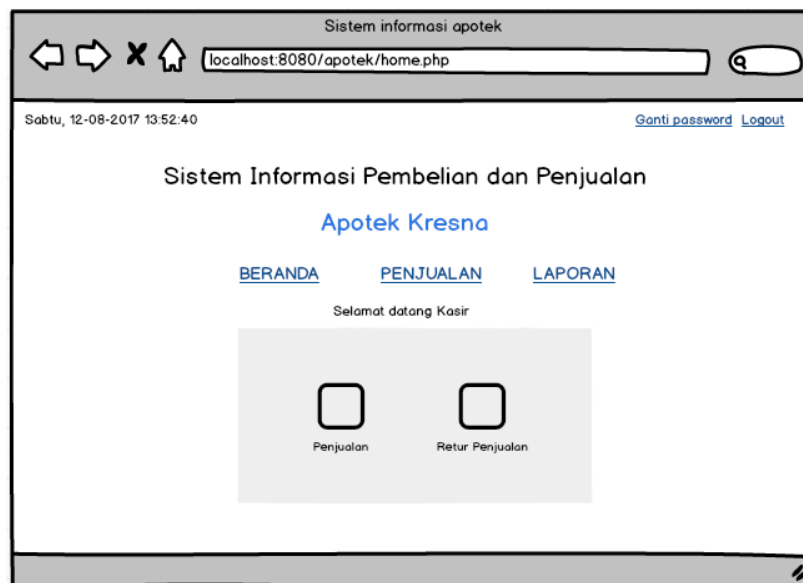 Sistem informasi apotek
localhost:8080/apotek/home.php
Sabtu, 12-08-2017 13:52:40 Ganti password Logout
Sistem Informasi Pembelian dan Penjualan
Apotek Kresna
BERANDA PENJUALAN LAPORAN
Selamat datang Kasir
Penjualan Retur Penjualan